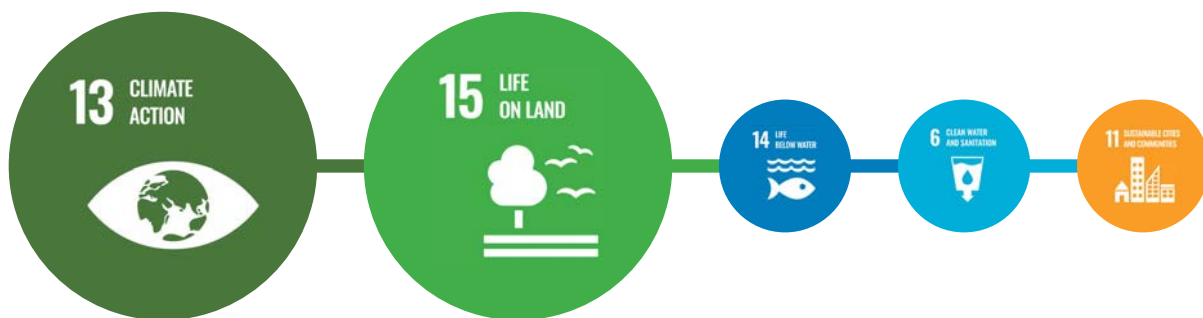 13 CLIMATE
ACTION
15 LIFE
ON LAND
14 LIFE
BELOW WATER
6 CLEAN WATER
AND SANITATION
11 SUSTAINABLE CITIES
AND COMMUNITIES